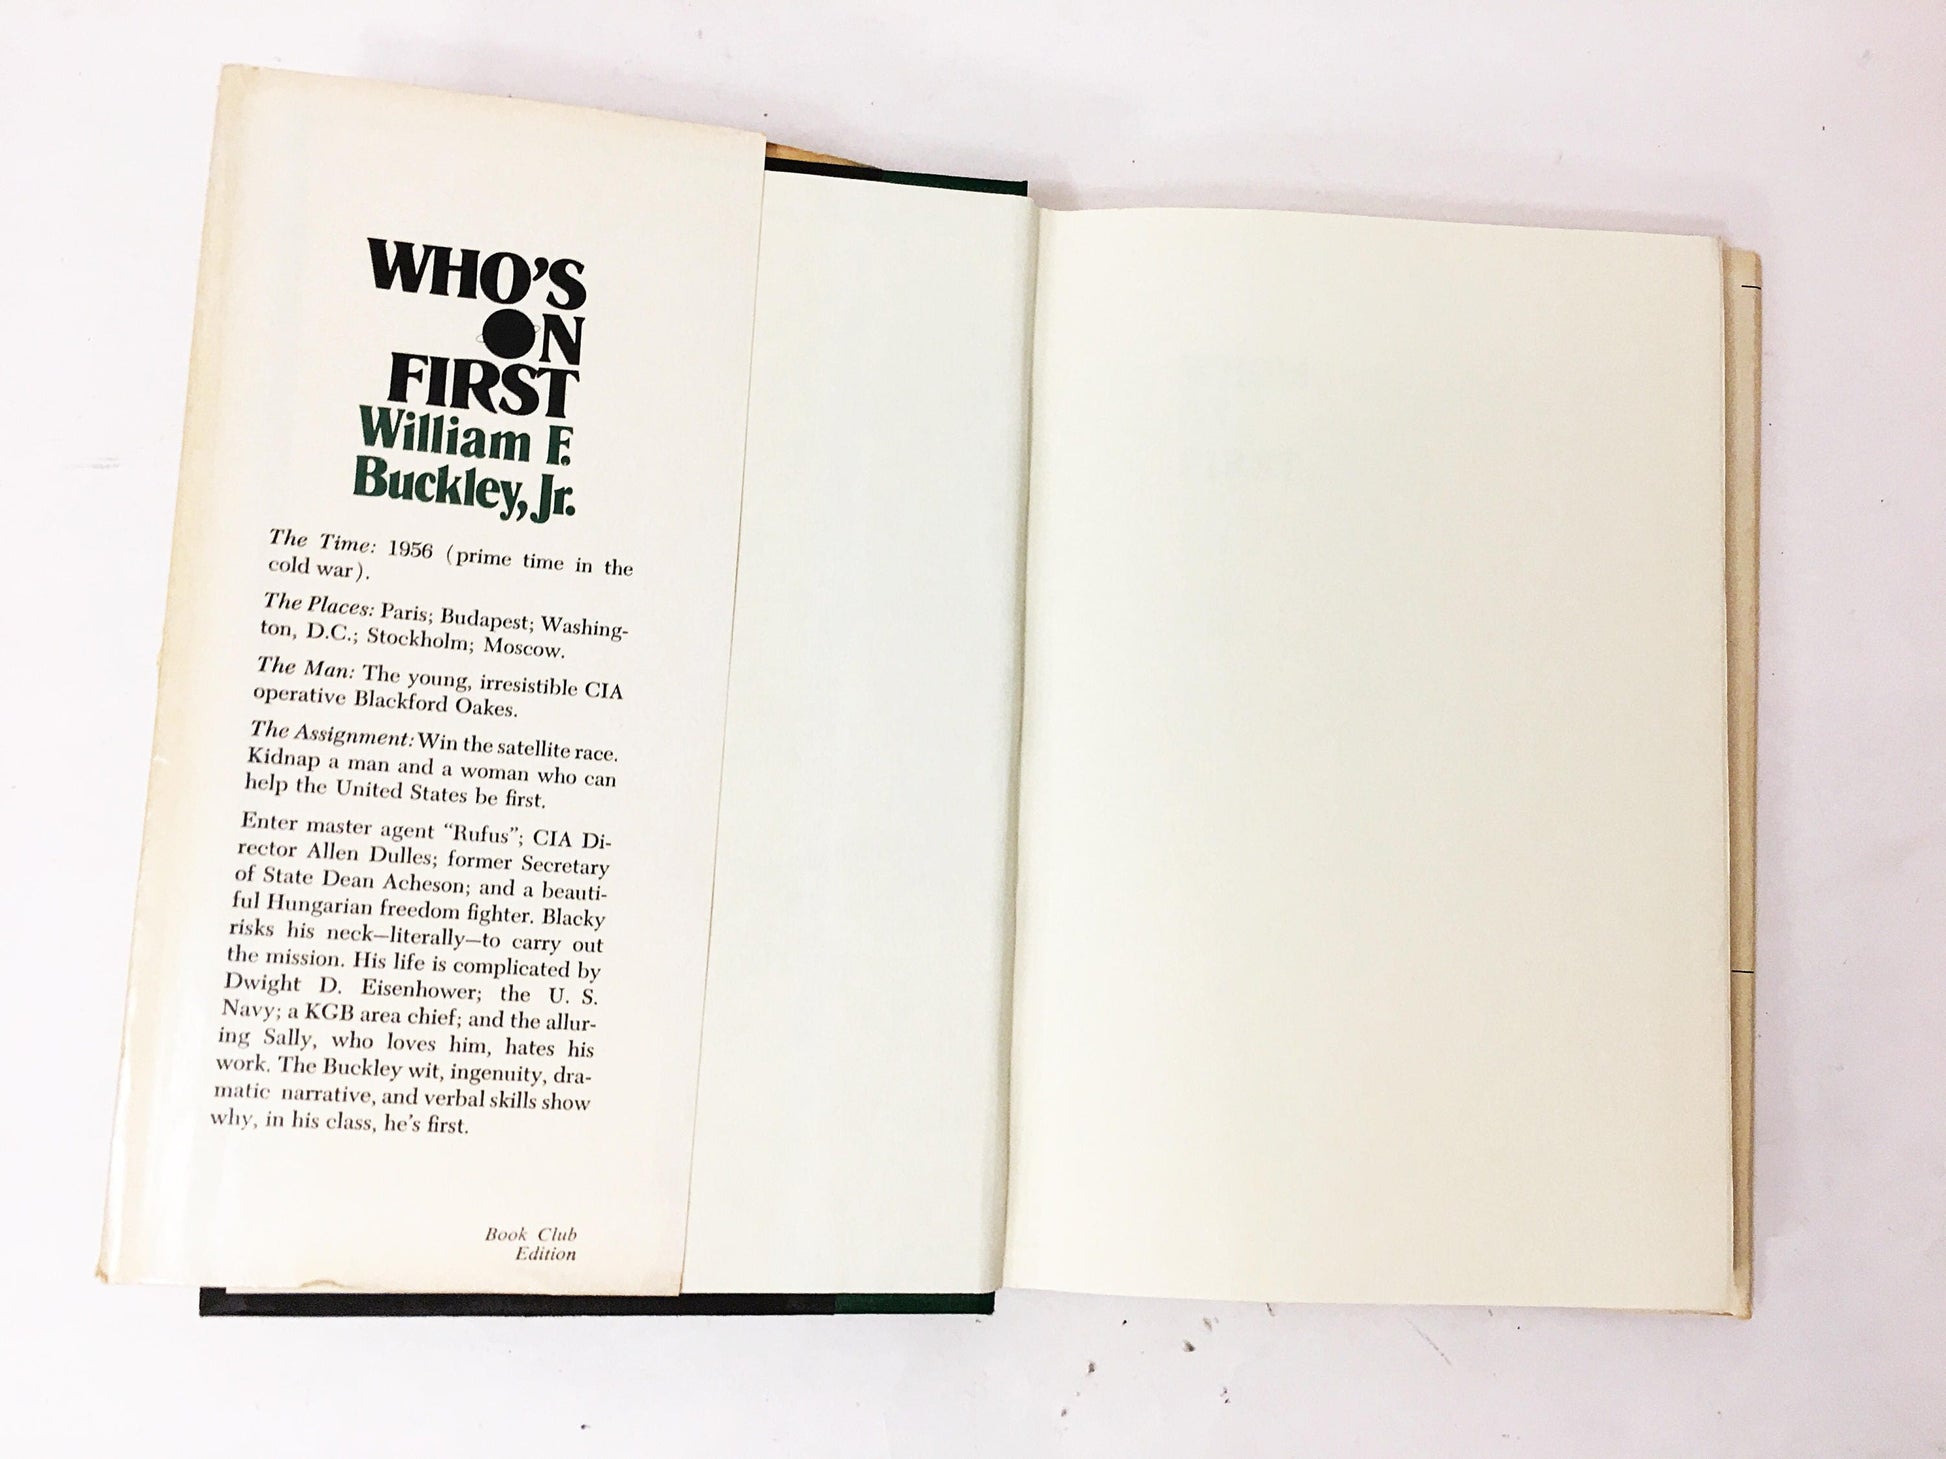 WHO'S
ON
FIRST
William F.
Buckley, Jr.
The Time: 1956 (prime time in the
cold war).
The Places: Paris; Budapest; Washing-
ton, D.C.; Stockholm; Moscow.
The Man: The young, irresistible CIA
operative Blackford Oakes.
The Assignment: Win the satellite race.
Kidnap a man and a woman who can
help the United States be first.
Enter master agent “Rufus”; CIA Di-
rector Allen Dulles; former Secretary
of State Dean Acheson; and a beauti-
ful Hungarian freedom fighter. Blacky
risks his neck—literally—to carry out
the mission. His life is complicated by
Dwight D. Eisenhower; the U. S.
Navy; a KGB area chief; and the allur-
ing Sally, who loves him, hates his
work. The Buckley wit, ingenuity, dra-
matic narrative, and verbal skills show
why, in his class, he's first.
Book Club
Edition